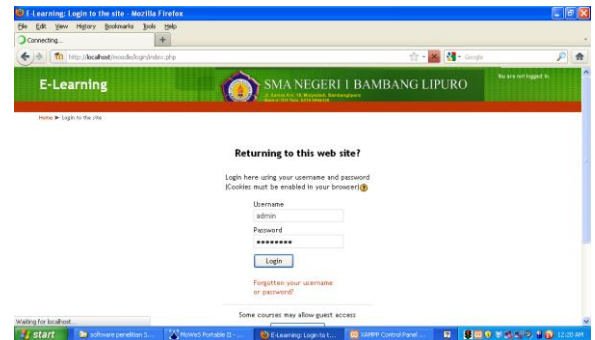 E-Learning: Login to the site - Mozilla Firefox
File Edit View History Bookmarks Tools Help
Connecting...
http://localhost/moodle/login/index.php
Google
E-Learning
SMA NEGERI 1 BAMBANG LIPURO
You are not logged in.
Home ► Login to the site
Returning to this web site?
Login here using your username and password
(Cookies must be enabled in your browser)
Username
admin
Password
Login
Forgotten your username
or password?
Some courses may allow guest access
Waiting for localhost...
start
software penelitian S...
MoWeS Portable II - ...
E-Learning: Login to t...
XAMPP Control Panel ...
12:20 AM